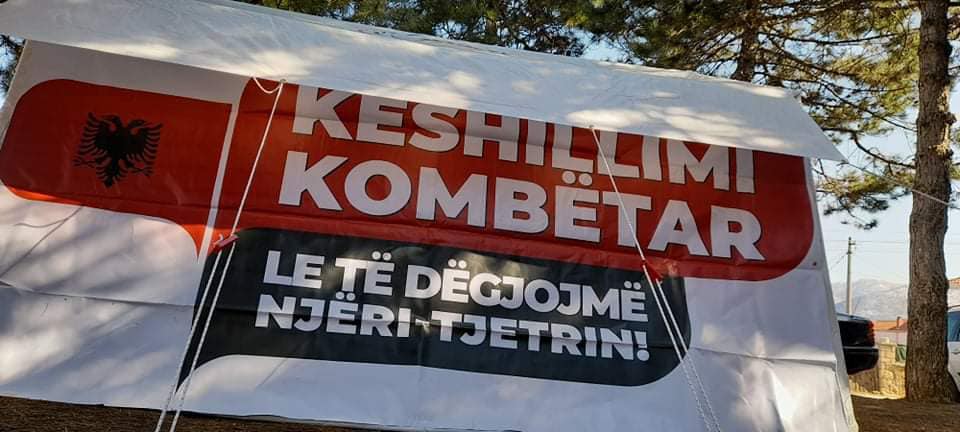 KESHILLIMI
KOMBËTAR
LE TË DËGJOJMË
NJËRI-TJETRIN!